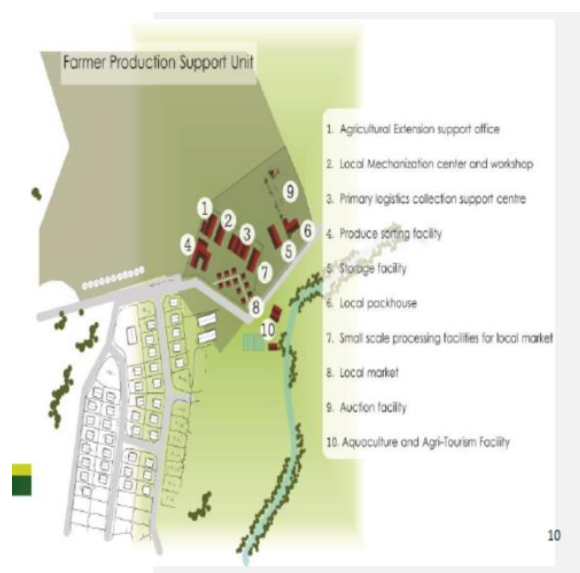 Farmer Production Support Unit
1. Agricultural Extension support office
2. Local Mechanization center and workshop
3. Primary logistics collection support centre
4. Produce sorting facility
5. Storage facility
6. Local packhouse
7. Small scale processing facilities for local market
8. Local market
9. Auction facility
10. Aquaculture and Agri-Tourism Facility
1
2
3
4
5
6
7
8
9
10
10